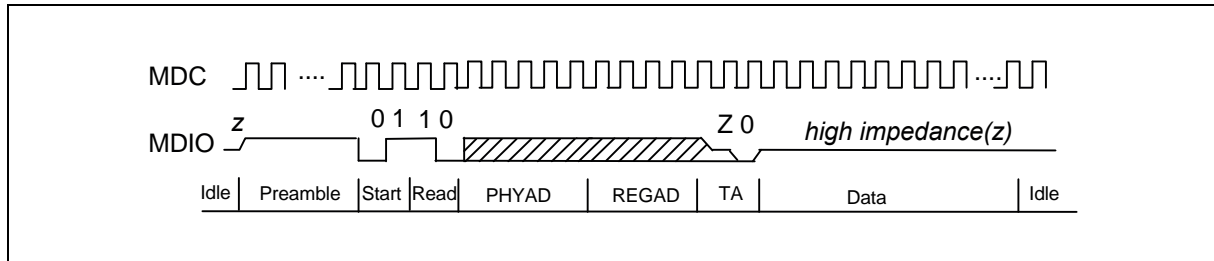 MDC ....  ....
z 0 1 1 0 Z 0 high impedance(z)
MDIO
Idle Preamble Start Read PHYAD REGAD TA Data Idle